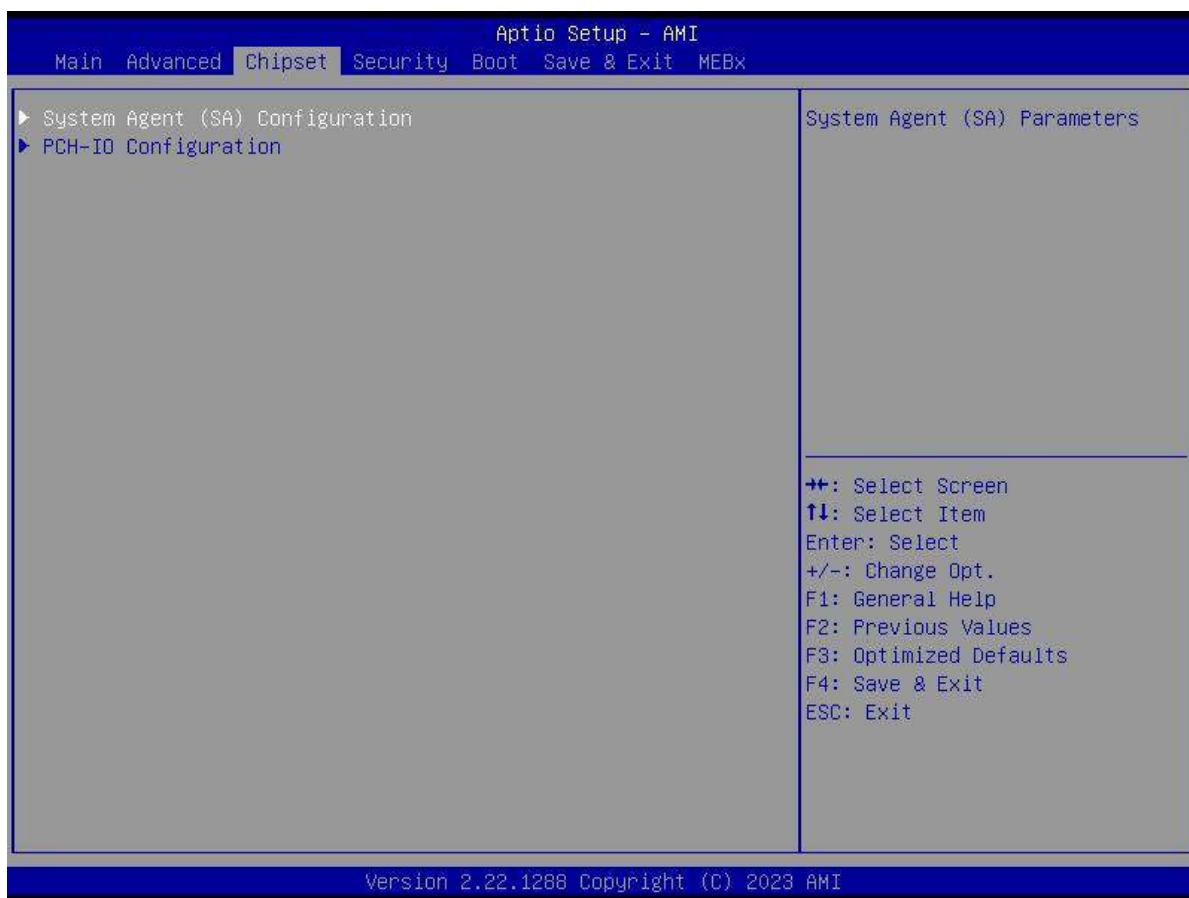 Aptio Setup – AMI
Main Advanced Chipset Security Boot Save & Exit MEBx
▶ System Agent (SA) Configuration
▶ PCH-IO Configuration
System Agent (SA) Parameters
→←: Select Screen
↑↓: Select Item
Enter: Select
+/-: Change Opt.
F1: General Help
F2: Previous Values
F3: Optimized Defaults
F4: Save & Exit
ESC: Exit
Version 2.22.1288 Copyright (C) 2023 AMI